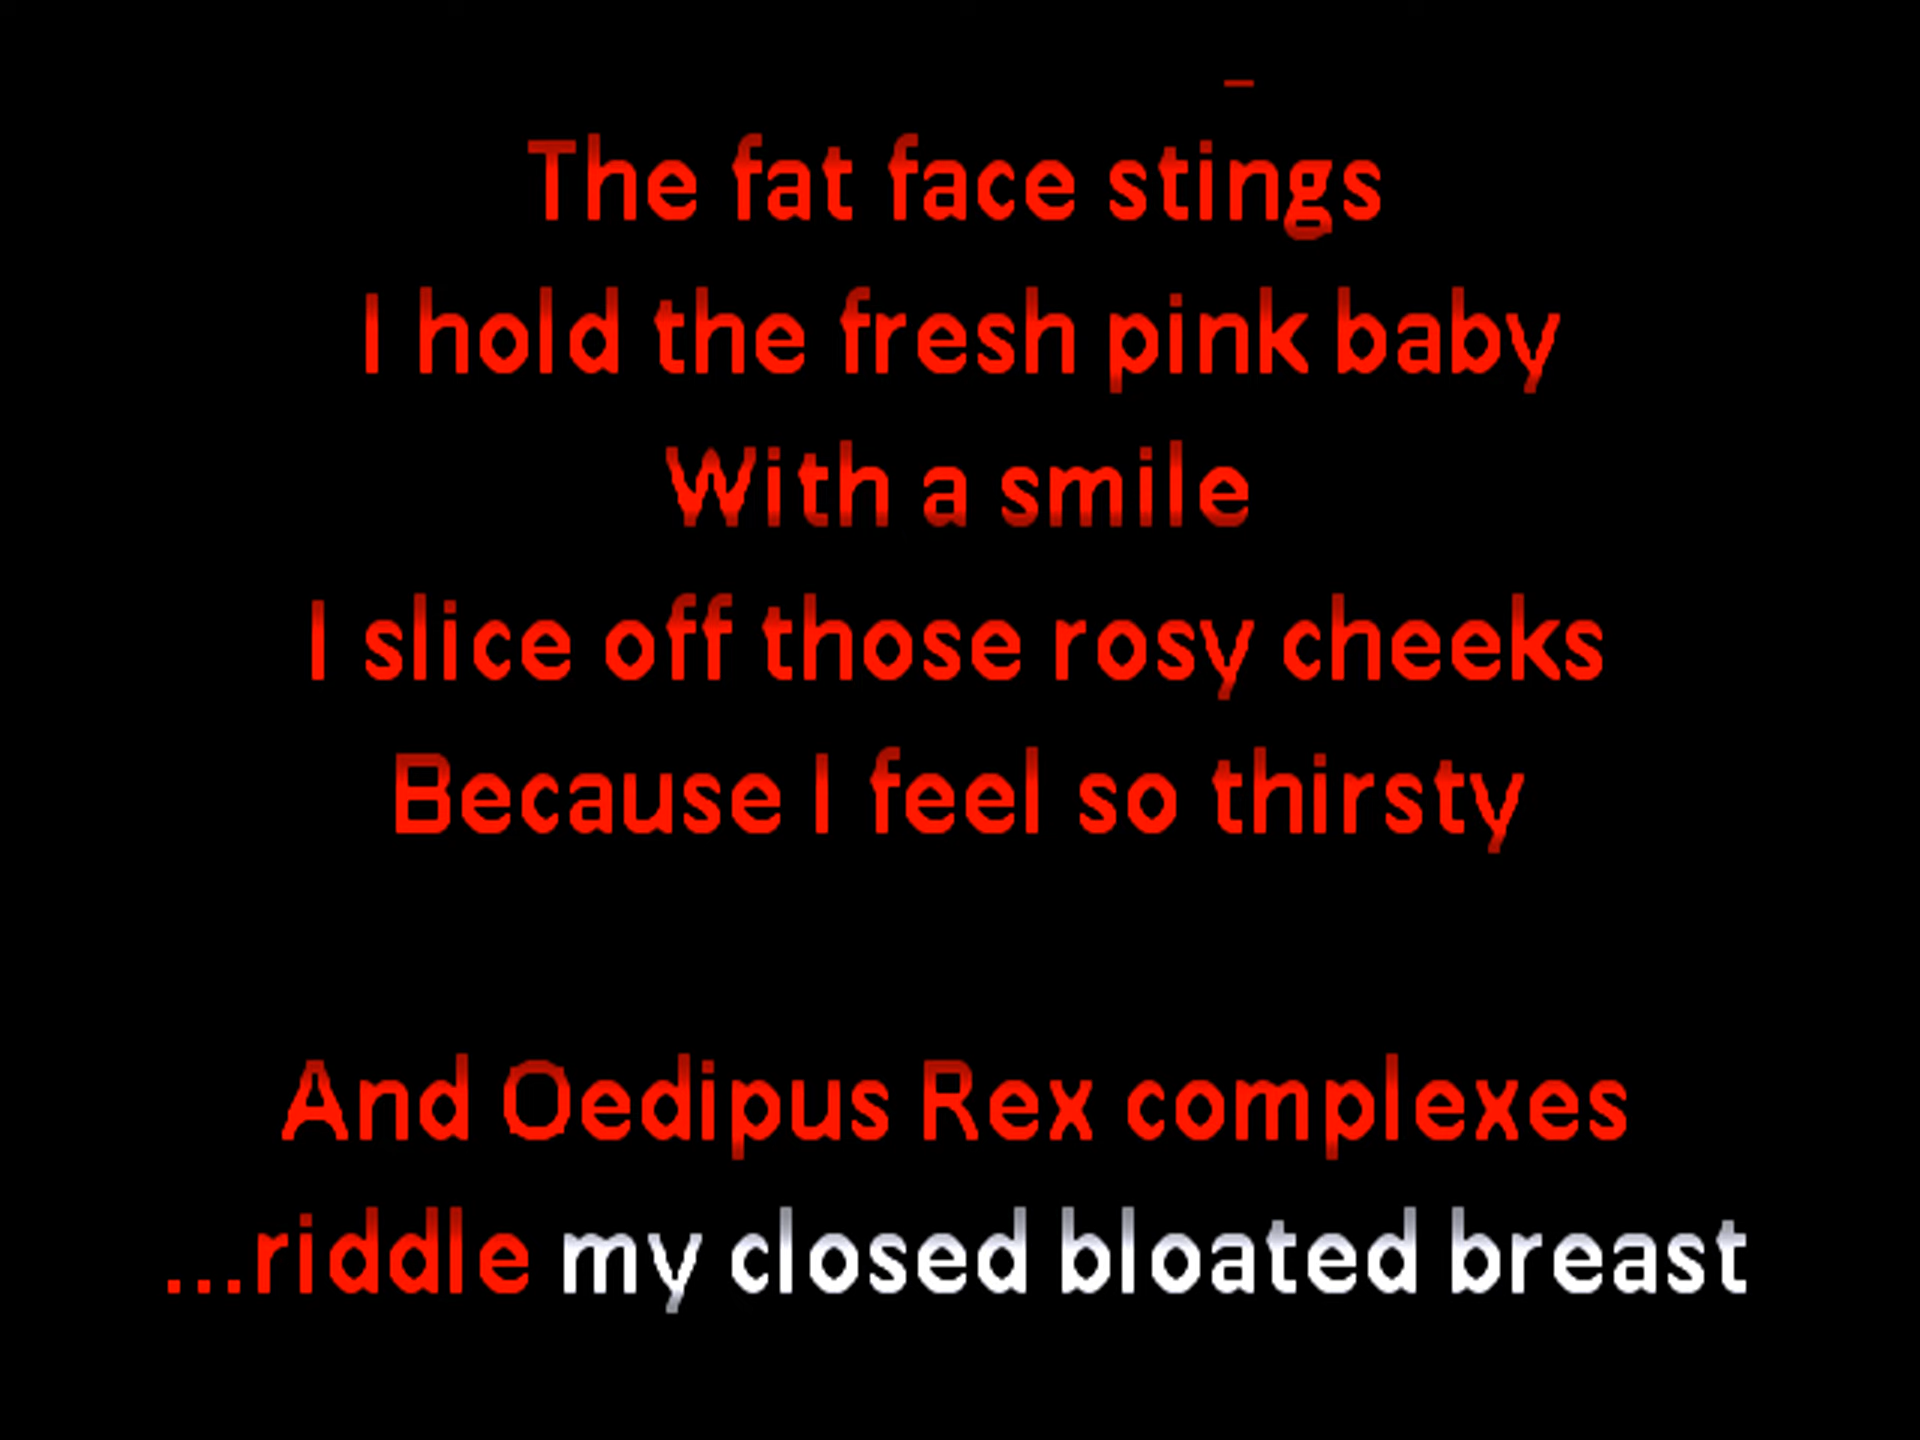 The fat face stings
I hold the fresh pink baby
With a smile
I slice off those rosy cheeks
Because I feel so thirsty
And Oedipus Rex complexes
...riddle my closed bloated breast